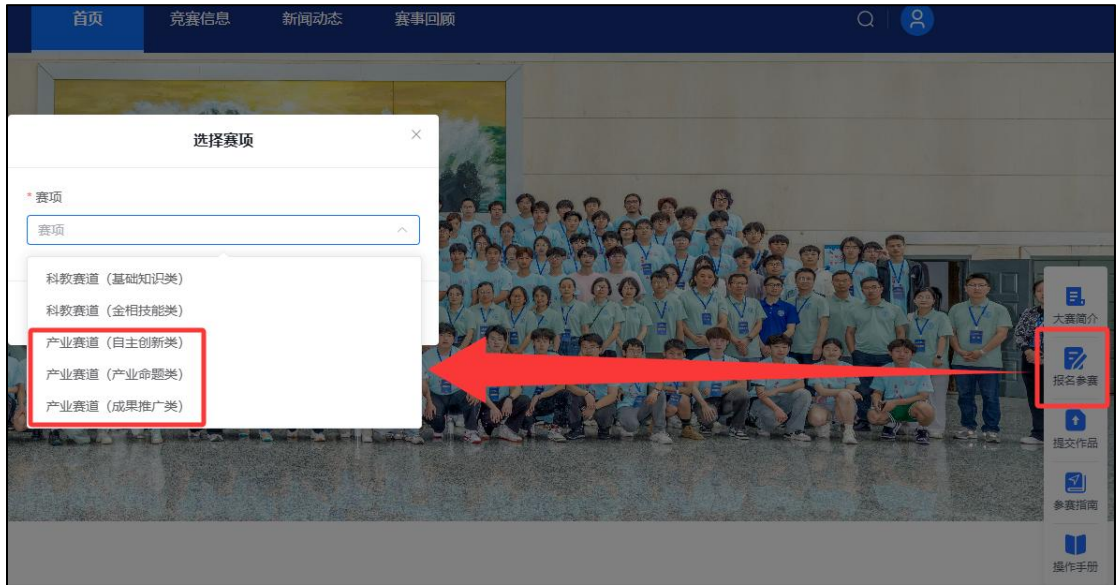 首页 竞赛信息 新闻动态 赛事回顾
选择赛项
* 赛项
赛项
科教赛道（基础知识类）
科教赛道（金相技能类）
产业赛道（自主创新类）
产业赛道（产业命题类）
产业赛道（成果推广类）
大赛简介
报名参赛
提交作品
参赛指南
操作手册